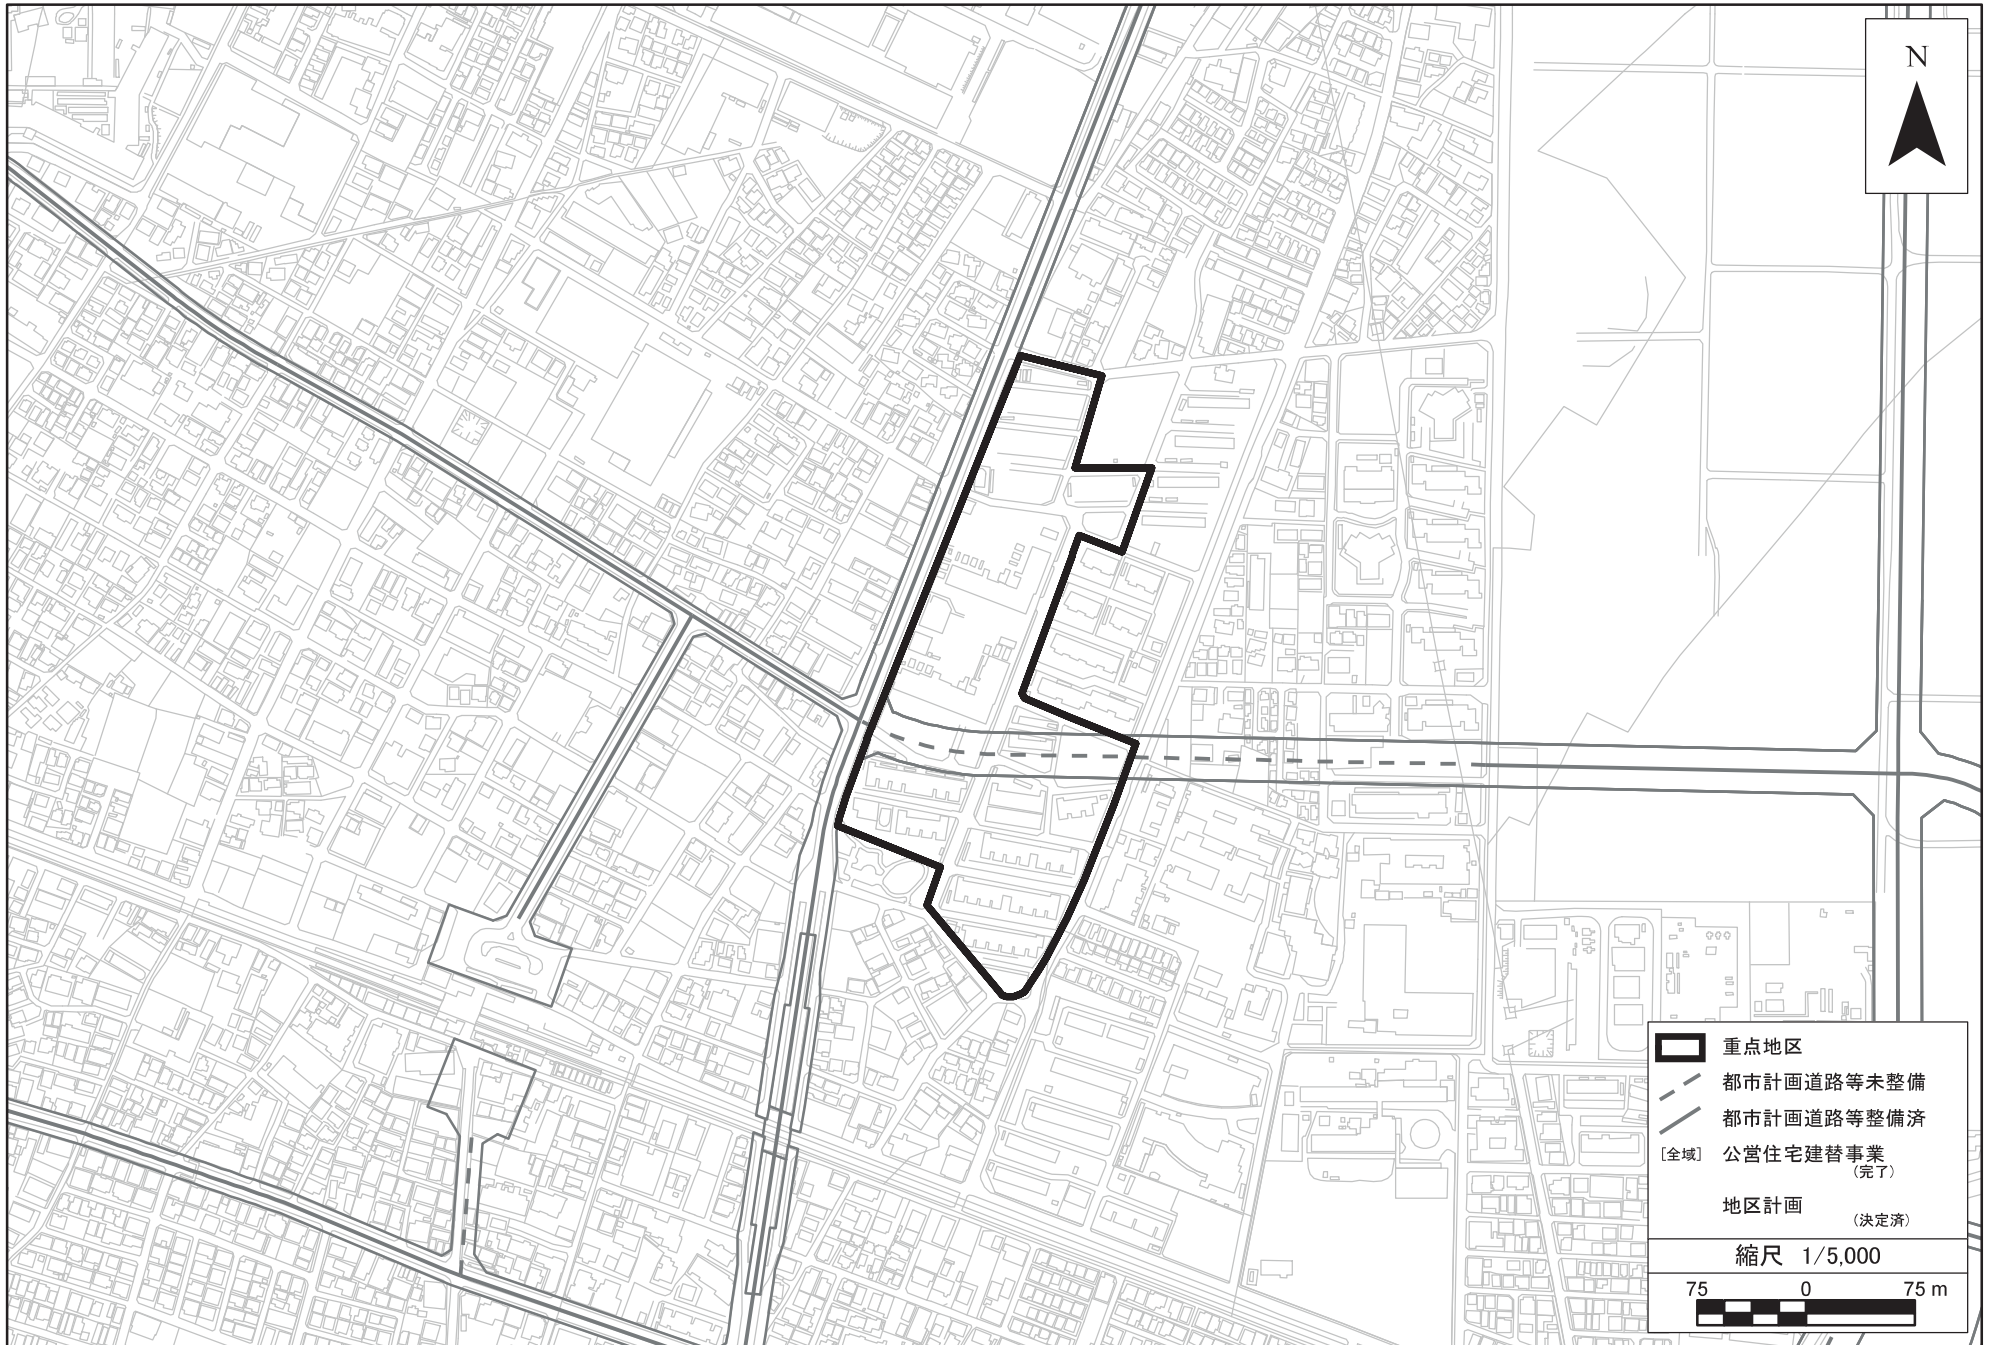 N
重点地区
都市計画道路等未整備
都市計画道路等整備済
[全域] 公営住宅建替事業
(完了)
地区計画
(決定済)
縮尺 1/5,000
75 0 75 m